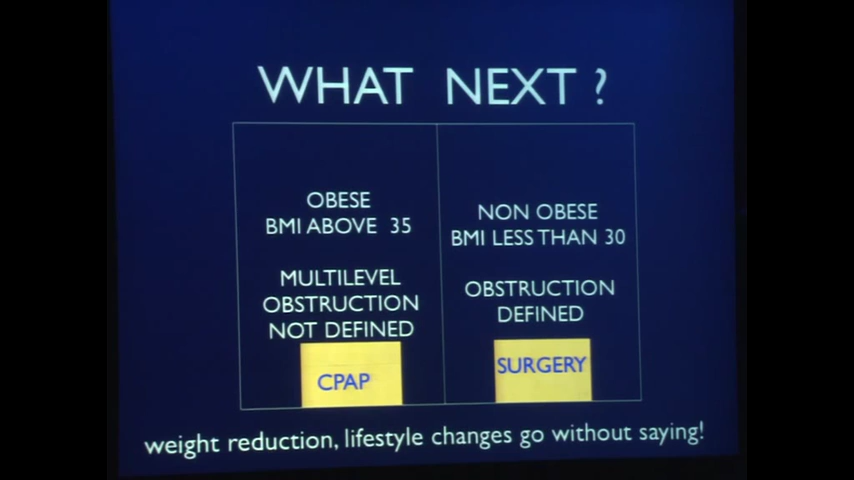 WHAT NEXT ?
OBESE
BMI ABOVE 35
MULTILEVEL
OBSTRUCTION
NOT DEFINED
CPAP
NON OBESE
BMI LESS THAN 30
OBSTRUCTION
DEFINED
SURGERY
weight reduction, lifestyle changes go without saying!